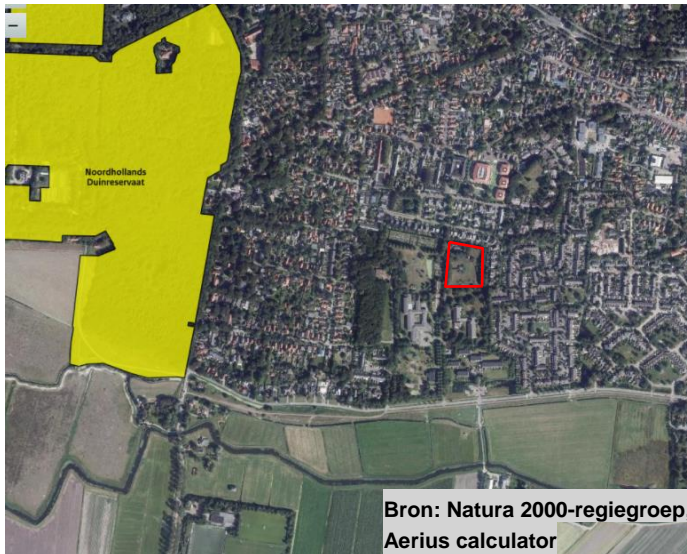 Noordhollands
Duinreservaat
Bron: Natura 2000-regiegroep,
Aerius calculator